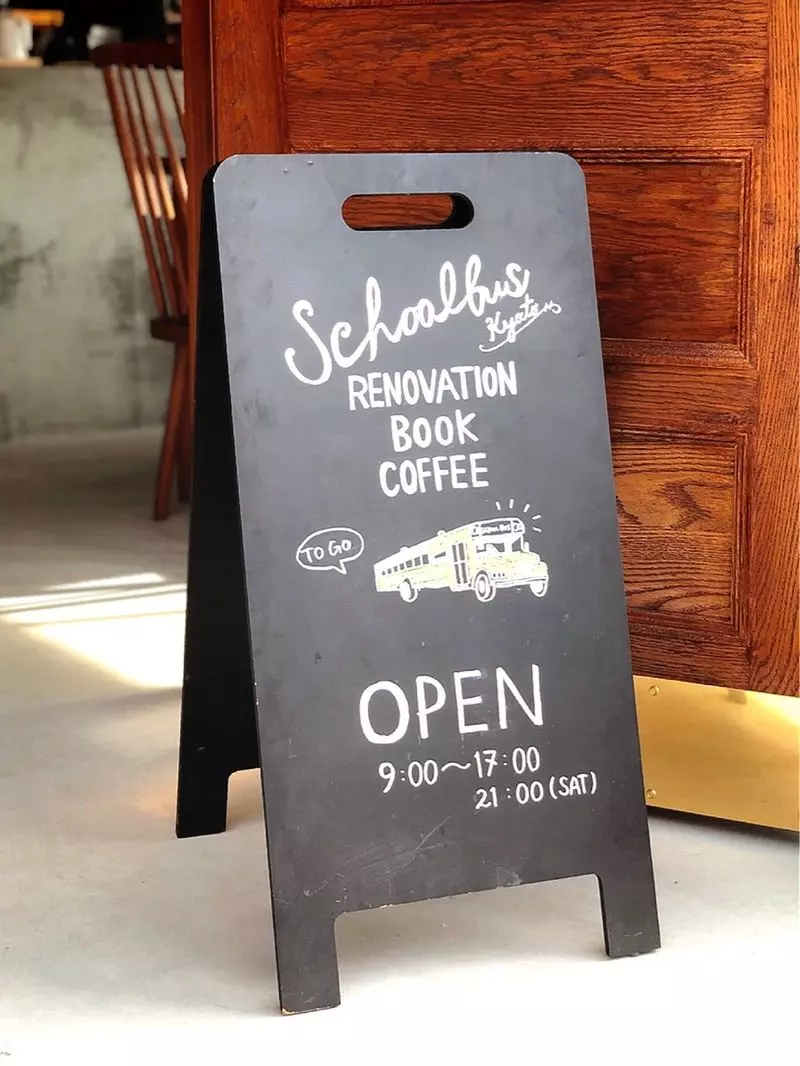 Schoolbus
Kyoto
RENOVATION
BOOK
COFFEE
TO GO
OPEN
9:00〜17:00
21:00 (SAT)